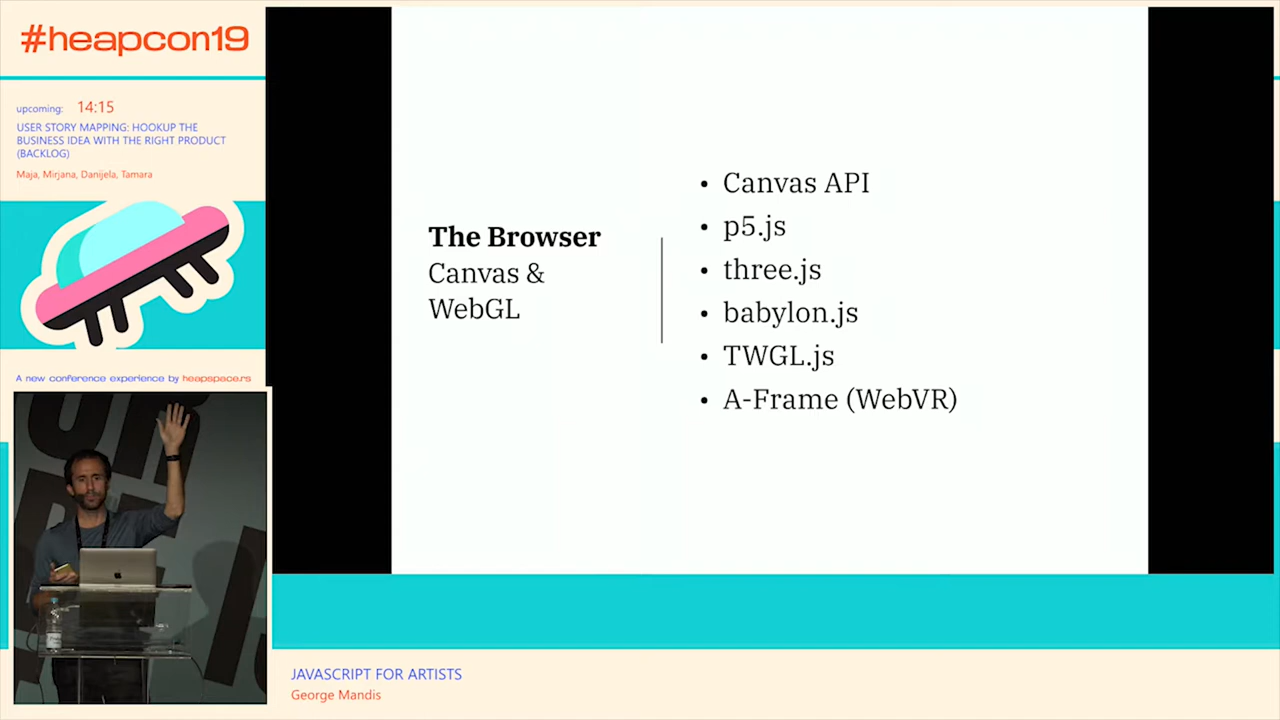 #heapcon19
upcoming: 14:15
USER STORY MAPPING: HOOKUP THE
BUSINESS IDEA WITH THE RIGHT PRODUCT
(BACKLOG)
Maja, Mirjana, Danijela, Tamara
A new conference experience by heapspace.rs
The Browser
Canvas &
WebGL
• Canvas API
• p5.js
• three.js
• babylon.js
• TWGL.js
• A-Frame (WebVR)
JAVASCRIPT FOR ARTISTS
George Mandis